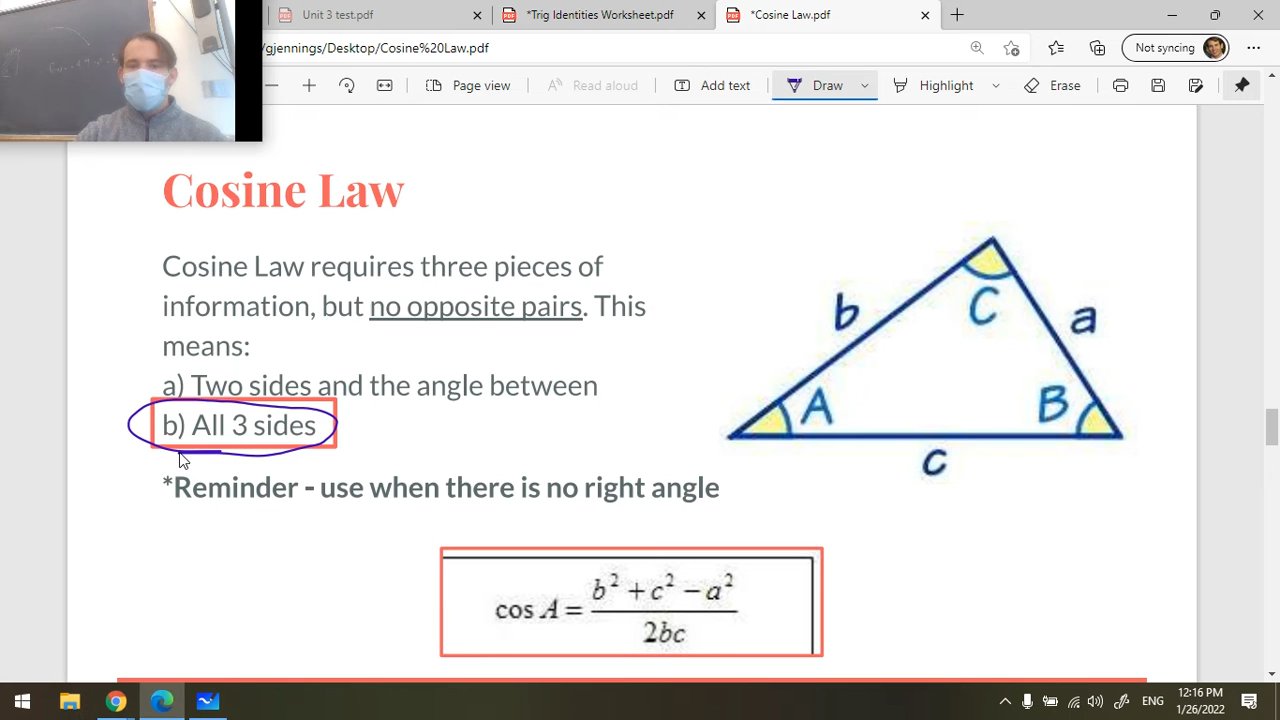 Unit 3 test.pdf
*Trig Identities Worksheet.pdf
*Cosine Law.pdf
gjennings/Desktop/Cosine%20Law.pdf
Not syncing
Page view
Read aloud
Add text
Draw
Highlight
Erase
Cosine Law
Cosine Law requires three pieces of
information, but no opposite pairs. This
means:
a) Two sides and the angle between
b) All 3 sides
*Reminder - use when there is no right angle
b
C
a
A
B
c
cos A = b² + c² − a² / 2bc
ENG
12:16 PM
1/26/2022